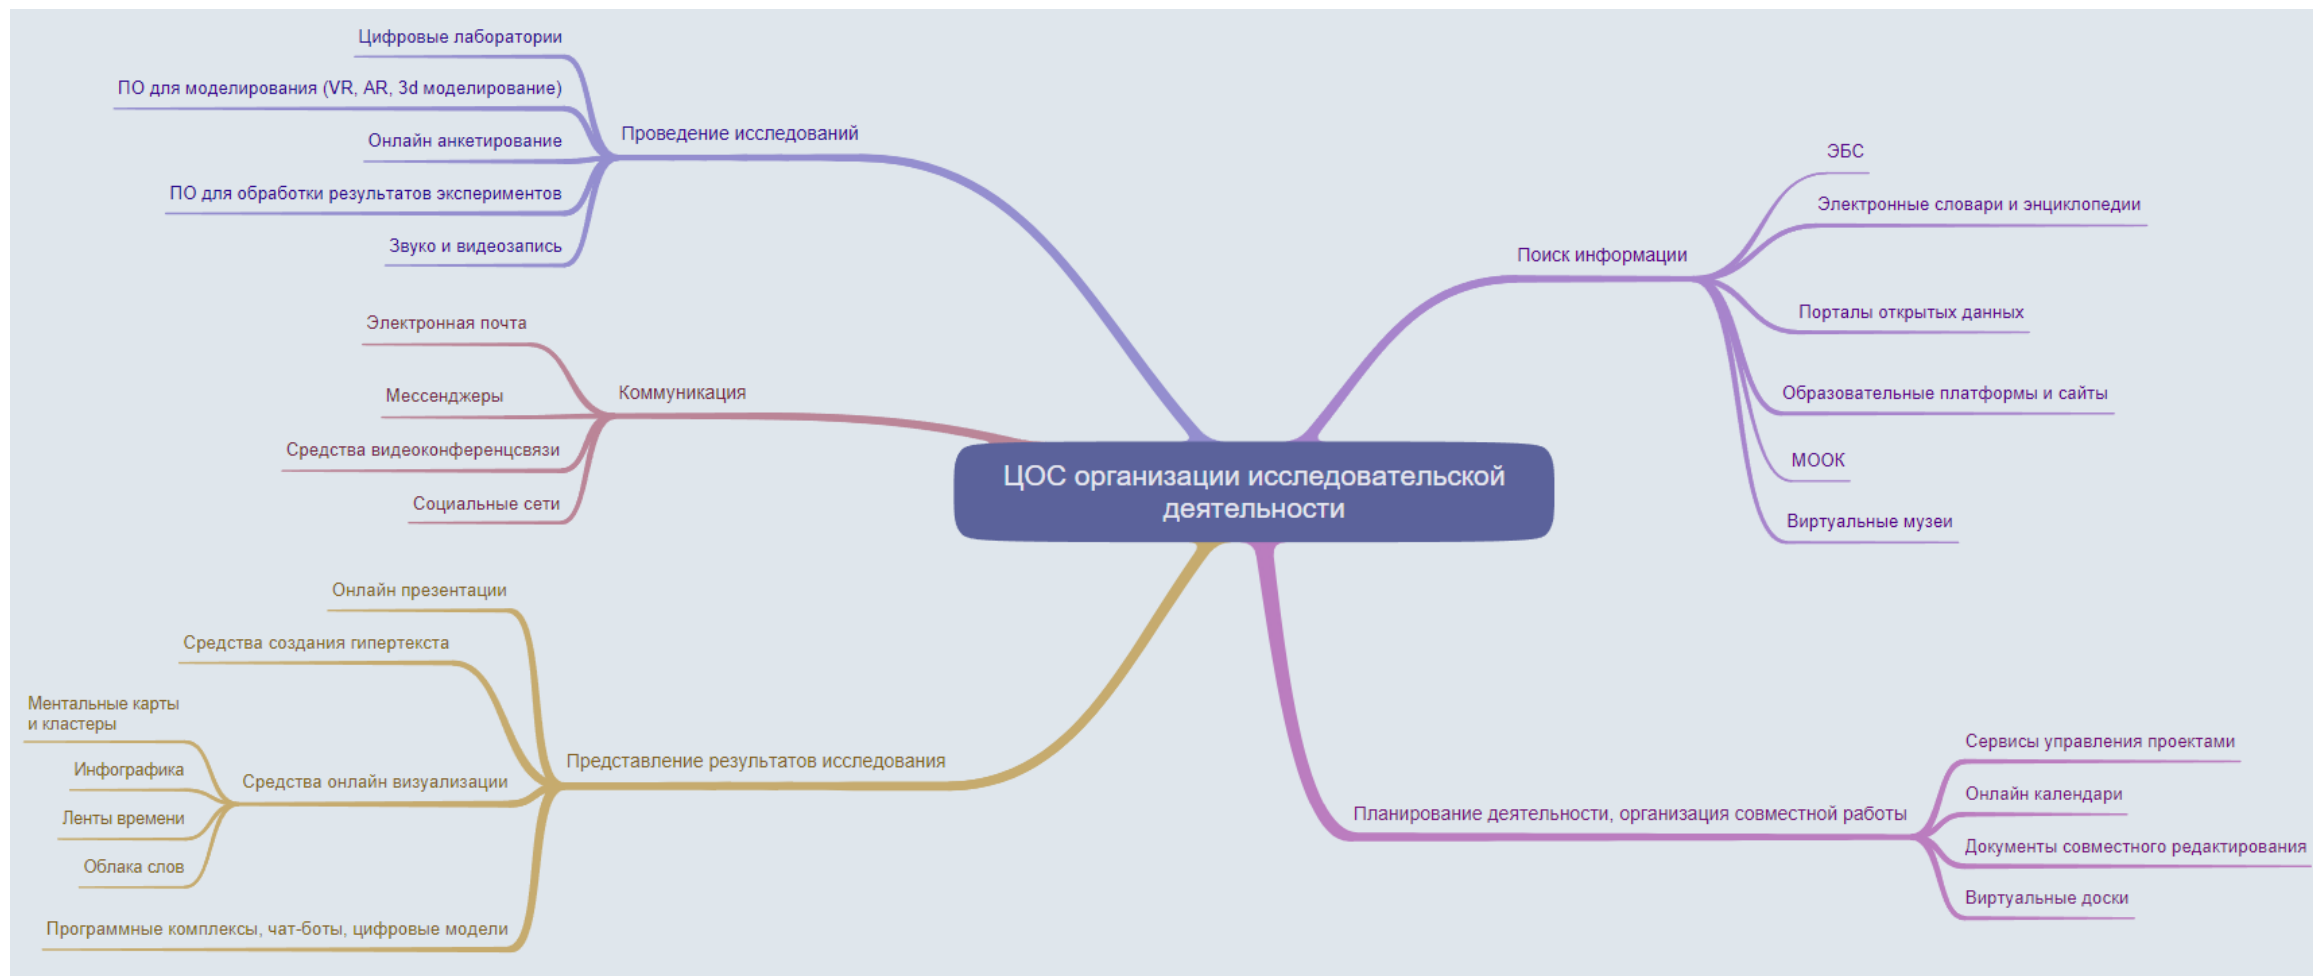 ЦОС организации исследовательской
деятельности
Проведение исследований
Цифровые лаборатории
ПО для моделирования (VR, AR, 3d моделирование)
Онлайн анкетирование
ПО для обработки результатов экспериментов
Звуко и видеозапись
Коммуникация
Электронная почта
Мессенджеры
Средства видеоконференцсвязи
Социальные сети
Представление результатов исследования
Онлайн презентации
Средства создания гипертекста
Средства онлайн визуализации
Ментальные карты
и кластеры
Инфографика
Ленты времени
Облака слов
Программные комплексы, чат-боты, цифровые модели
Поиск информации
ЭБС
Электронные словари и энциклопедии
Порталы открытых данных
Образовательные платформы и сайты
МООК
Виртуальные музеи
Планирование деятельности, организация совместной работы
Сервисы управления проектами
Онлайн календари
Документы совместного редактирования
Виртуальные доски